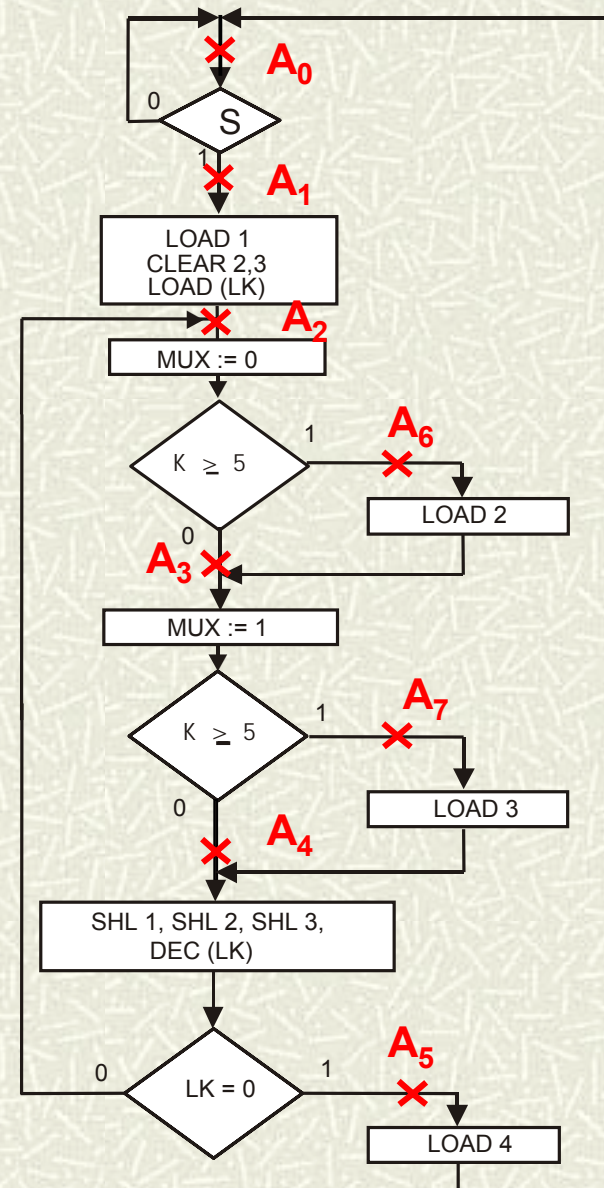 A₀
0
S
1
A₁
LOAD 1
CLEAR 2,3
LOAD (LK)
A₂
MUX := 0
1
A₆
K ≥ 5
LOAD 2
0
A₃
MUX := 1
1
A₇
K ≥ 5
0
LOAD 3
A₄
SHL 1, SHL 2, SHL 3,
DEC (LK)
A₅
0
1
LK = 0
LOAD 4